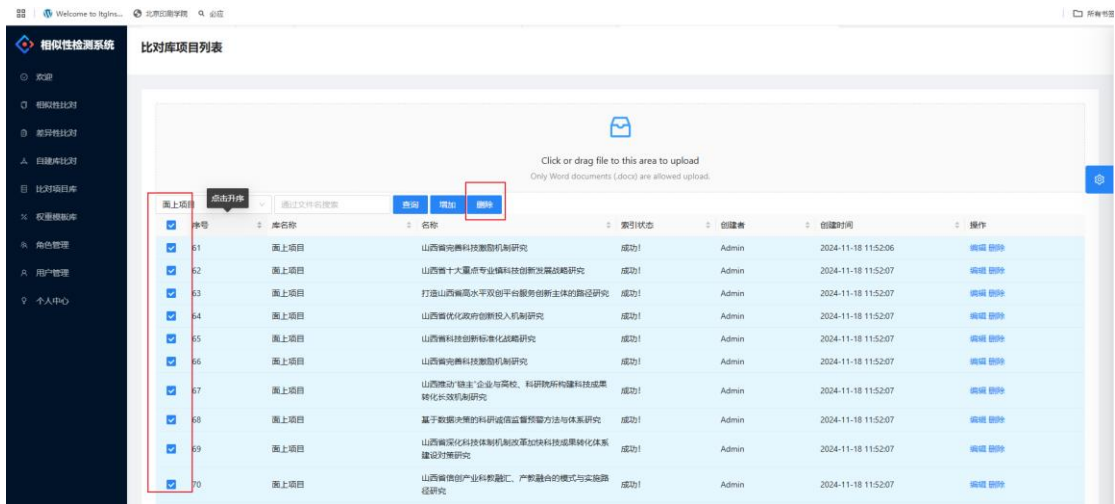 Welcome to Itglns...
北京印刷学院
必应
所有书签
相似性检测系统
比对库项目列表
欢迎
相似性比对
差异性比对
自建库比对
比对项目库
权重模板库
角色管理
用户管理
个人中心
Click or drag file to this area to upload
Only Word documents (.docx) are allowed upload.
点击升序
面上项目 通过文件名搜索 查询 增加 删除
序号 库名称 名称 索引状态 创建者 创建时间 操作
61 面上项目 山西省完善科技激励机制研究 成功! Admin 2024-11-18 11:52:06 编辑 删除
62 面上项目 山西省十大重点专业镇科技创新发展战略研究 成功! Admin 2024-11-18 11:52:07 编辑 删除
63 面上项目 打造山西省高水平双创平台服务创新主体的路径研究 成功! Admin 2024-11-18 11:52:07 编辑 删除
64 面上项目 山西省优化政府创新投入机制研究 成功! Admin 2024-11-18 11:52:07 编辑 删除
65 面上项目 山西省科技创新标准化战略研究 成功! Admin 2024-11-18 11:52:07 编辑 删除
66 面上项目 山西省完善科技激励机制研究 成功! Admin 2024-11-18 11:52:07 编辑 删除
67 面上项目 山西推动"链主"企业与高校、科研院所构建科技成果 成功! Admin 2024-11-18 11:52:07 编辑 删除
转化长效机制研究
68 面上项目 基于数据决策的科研诚信监督预警方法与体系研究 成功! Admin 2024-11-18 11:52:07 编辑 删除
69 面上项目 山西省深化科技体制机制改革加快科技成果转化体系 成功! Admin 2024-11-18 11:52:07 编辑 删除
建设对策研究
70 面上项目 山西省信创产业科教融汇、产教融合的模式与实施路 成功! Admin 2024-11-18 11:52:07 编辑 删除
径研究